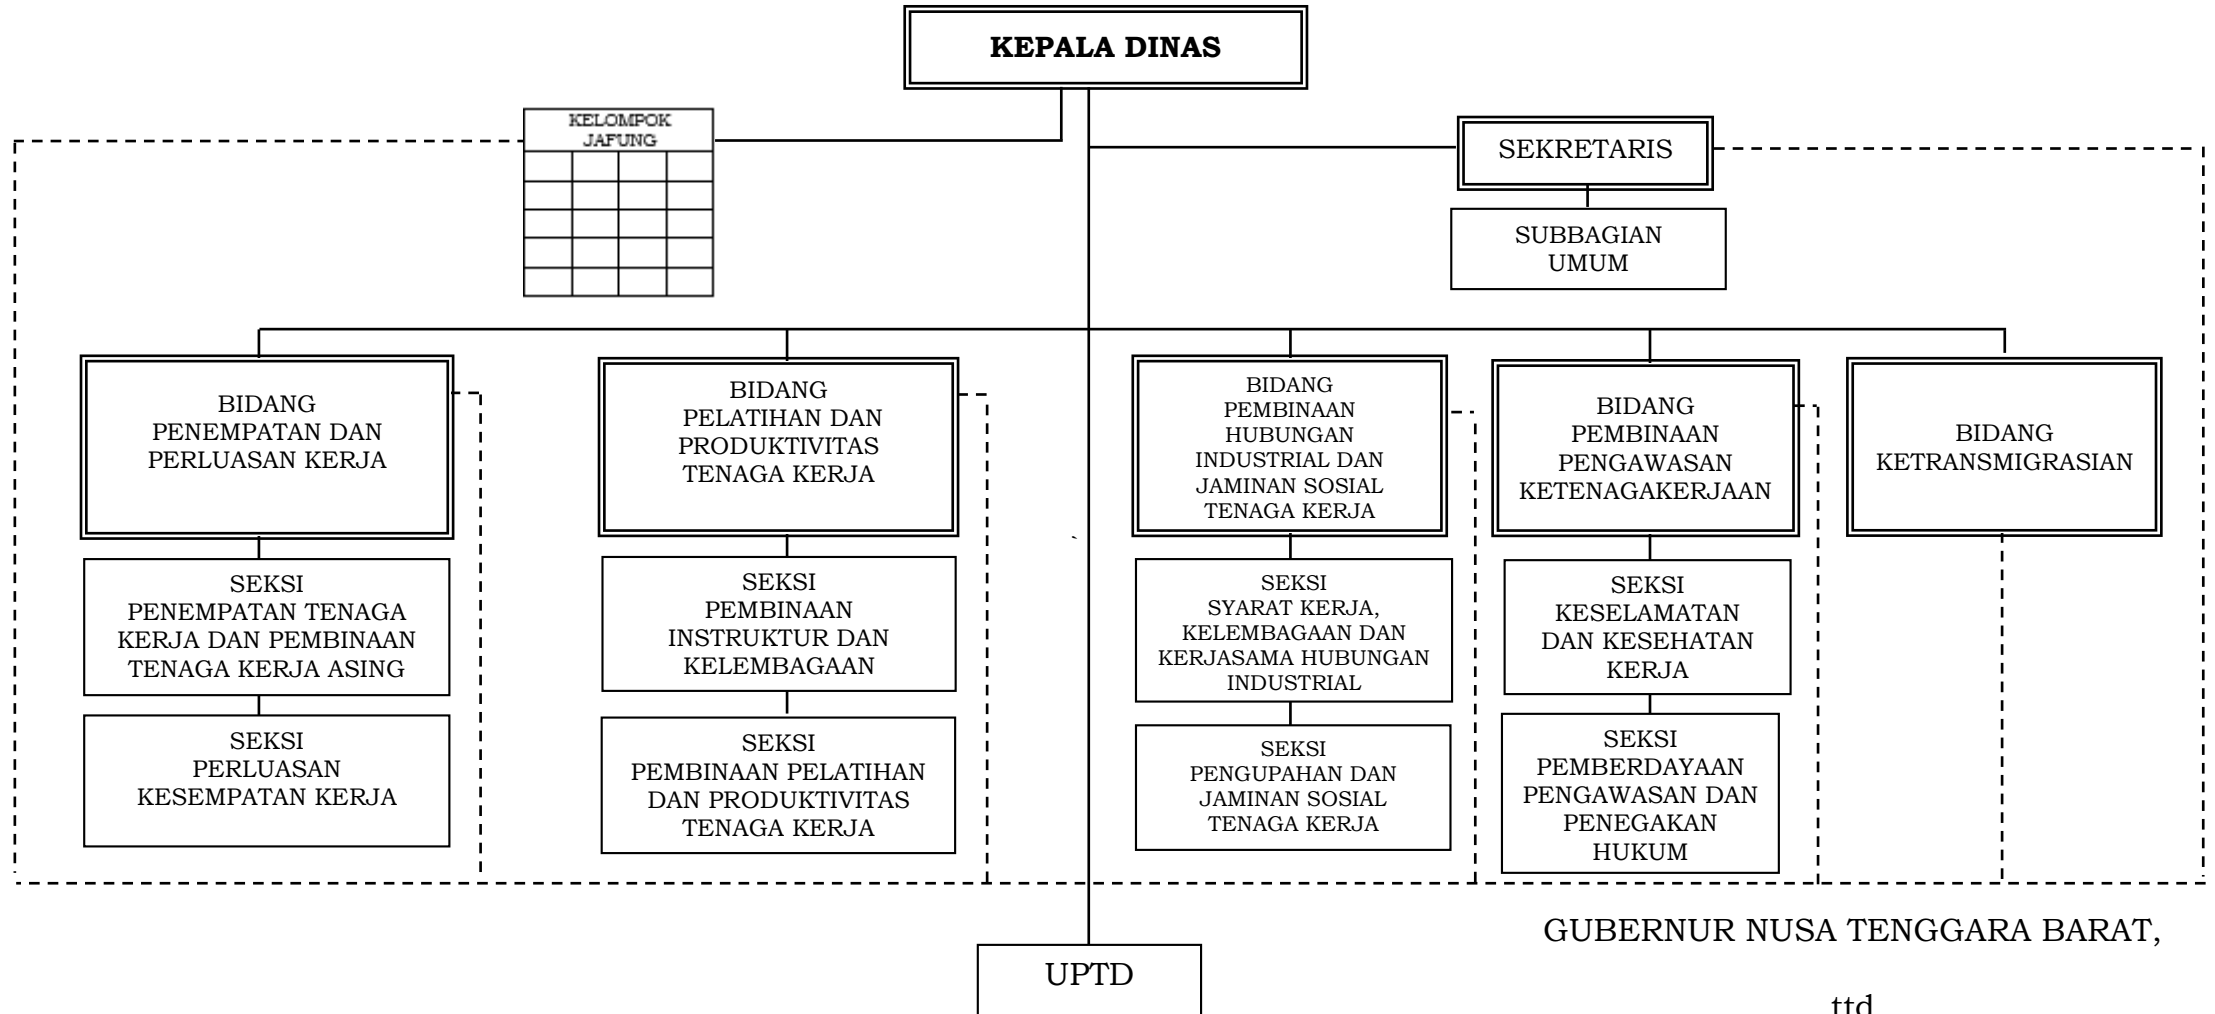 KEPALA DINAS
KELOMPOK
JAFUNG
SEKRETARIS
SUBBAGIAN
UMUM
BIDANG
PENEMPATAN DAN
PERLUASAN KERJA
BIDANG
PELATIHAN DAN
PRODUKTIVITAS
TENAGA KERJA
BIDANG
PEMBINAAN
HUBUNGAN
INDUSTRIAL DAN
JAMINAN SOSIAL
TENAGA KERJA
BIDANG
PEMBINAAN
PENGAWASAN
KETENAGAKERJAAN
BIDANG
KETRANSMIGRASIAN
SEKSI
PENEMPATAN TENAGA
KERJA DAN PEMBINAAN
TENAGA KERJA ASING
SEKSI
PEMBINAAN
INSTRUKTUR DAN
KELEMBAGAAN
SEKSI
SYARAT KERJA,
KELEMBAGAAN DAN
KERJASAMA HUBUNGAN
INDUSTRIAL
SEKSI
KESELAMATAN
DAN KESEHATAN
KERJA
SEKSI
PERLUASAN
KESEMPATAN KERJA
SEKSI
PEMBINAAN PELATIHAN
DAN PRODUKTIVITAS
TENAGA KERJA
SEKSI
PENGUPAHAN DAN
JAMINAN SOSIAL
TENAGA KERJA
SEKSI
PEMBERDAYAAN
PENGAWASAN DAN
PENEGAKAN
HUKUM
UPTD
GUBERNUR NUSA TENGGARA BARAT,
ttd